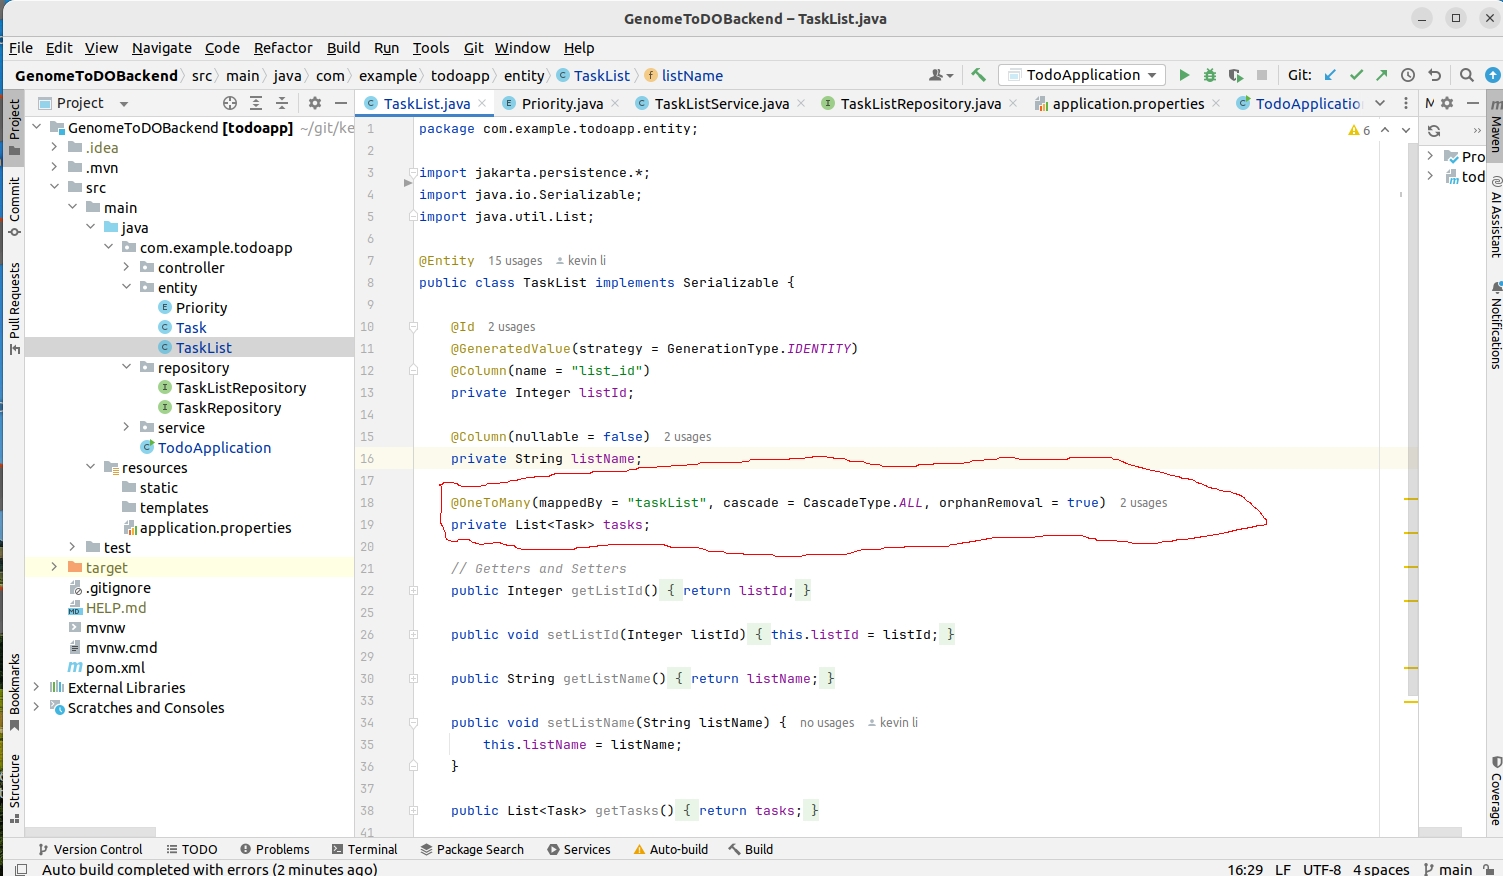 GenomeToDOBackend – TaskList.java
File Edit View Navigate Code Refactor Build Run Tools Git Window Help
GenomeToDOBackend src main java com example todoapp entity TaskList listName TodoApplication Git:
Project TaskList.java Priority.java TaskListService.java TaskListRepository.java application.properties TodoApplicatio M
Project
Commit
Pull Requests
Bookmarks
Structure
GenomeToDOBackend [todoapp] ~/git/ke
.idea
.mvn
src
main
java
com.example.todoapp
controller
entity
Priority
Task
TaskList
repository
TaskListRepository
TaskRepository
service
TodoApplication
resources
static
templates
application.properties
test
target
.gitignore
HELP.md
mvnw
mvnw.cmd
pom.xml
External Libraries
Scratches and Consoles
1 package com.example.todoapp.entity; 6
2
3 import jakarta.persistence.*;
4 import java.io.Serializable;
5 import java.util.List;
6
7 @Entity 15 usages kevin li
8 public class TaskList implements Serializable {
9
10 @Id 2 usages
11 @GeneratedValue(strategy = GenerationType.IDENTITY)
12 @Column(name = "list_id")
13 private Integer listId;
14
15 @Column(nullable = false) 2 usages
16 private String listName;
17
18 @OneToMany(mappedBy = "taskList", cascade = CascadeType.ALL, orphanRemoval = true) 2 usages
19 private List<Task> tasks;
20
21 // Getters and Setters
22 public Integer getListId() { return listId; }
25
26 public void setListId(Integer listId) { this.listId = listId; }
29
30 public String getListName() { return listName; }
33
34 public void setListName(String listName) { no usages kevin li
35 this.listName = listName;
36 }
37
38 public List<Task> getTasks() { return tasks; }
41
Pro
tod
Maven
AI Assistant
Notifications
Coverage
Version Control TODO Problems Terminal Package Search Services Auto-build Build
Auto build completed with errors (2 minutes ago) 16:29 LF UTF-8 4 spaces main